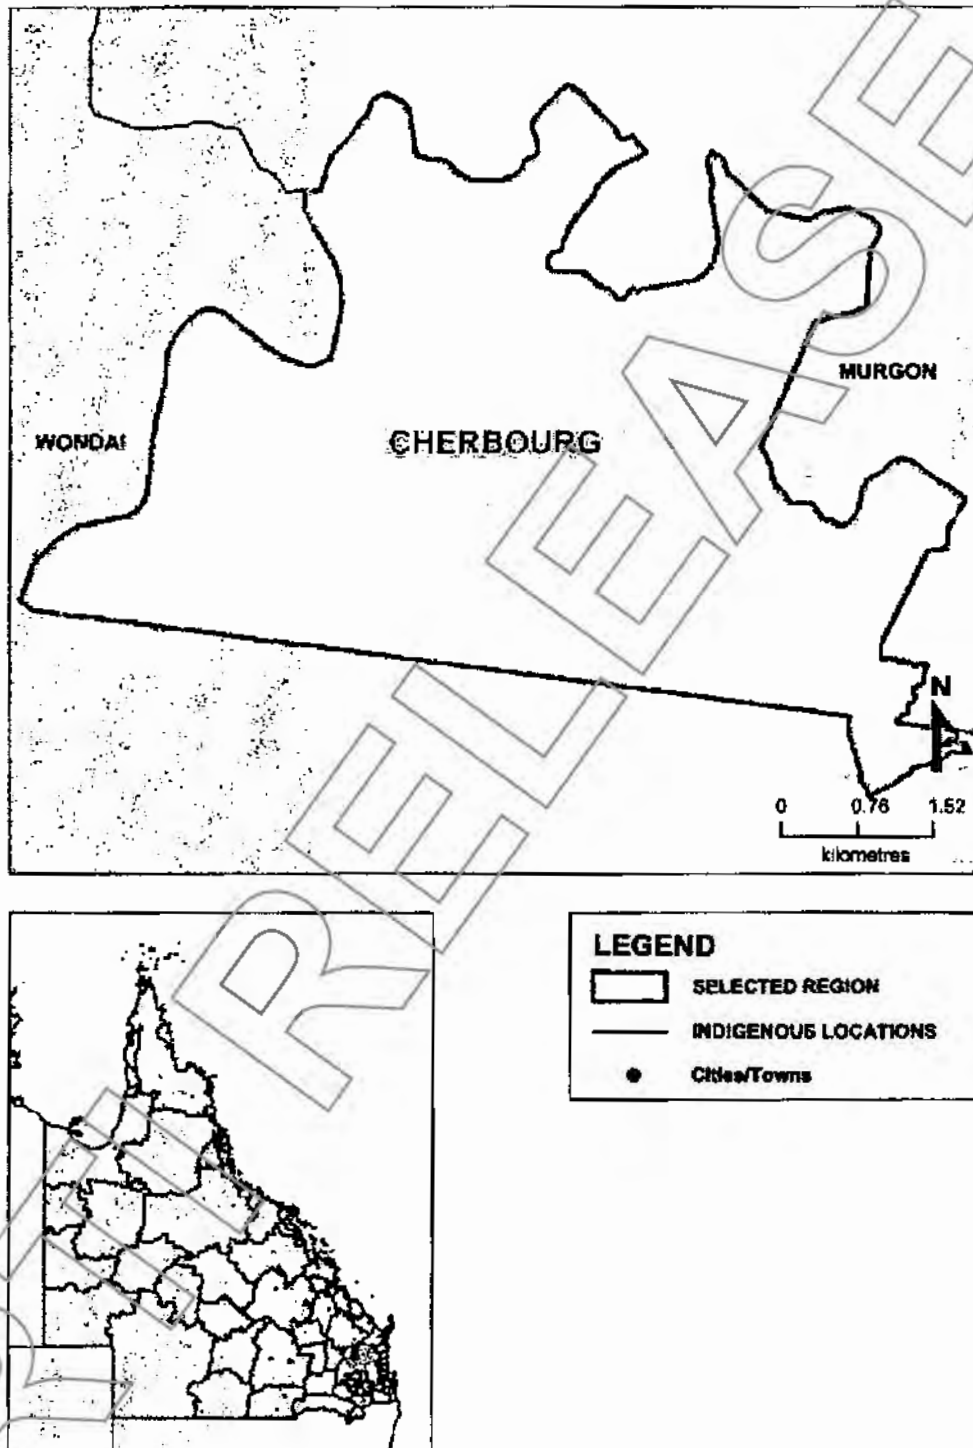 WONDAI
CHERBOURG
MURGON
N
0 0.76 1.52
kilometres
LEGEND
SELECTED REGION
INDIGENOUS LOCATIONS
Cities/Towns
RELEASE